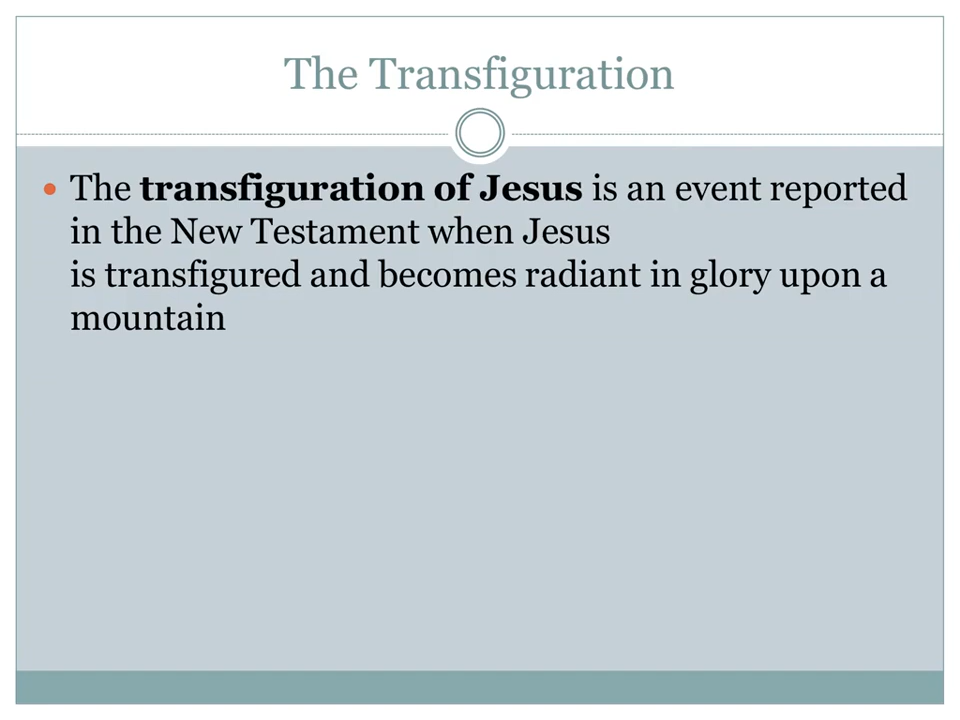 The Transfiguration
• The transfiguration of Jesus is an event reported
in the New Testament when Jesus
is transfigured and becomes radiant in glory upon a
mountain